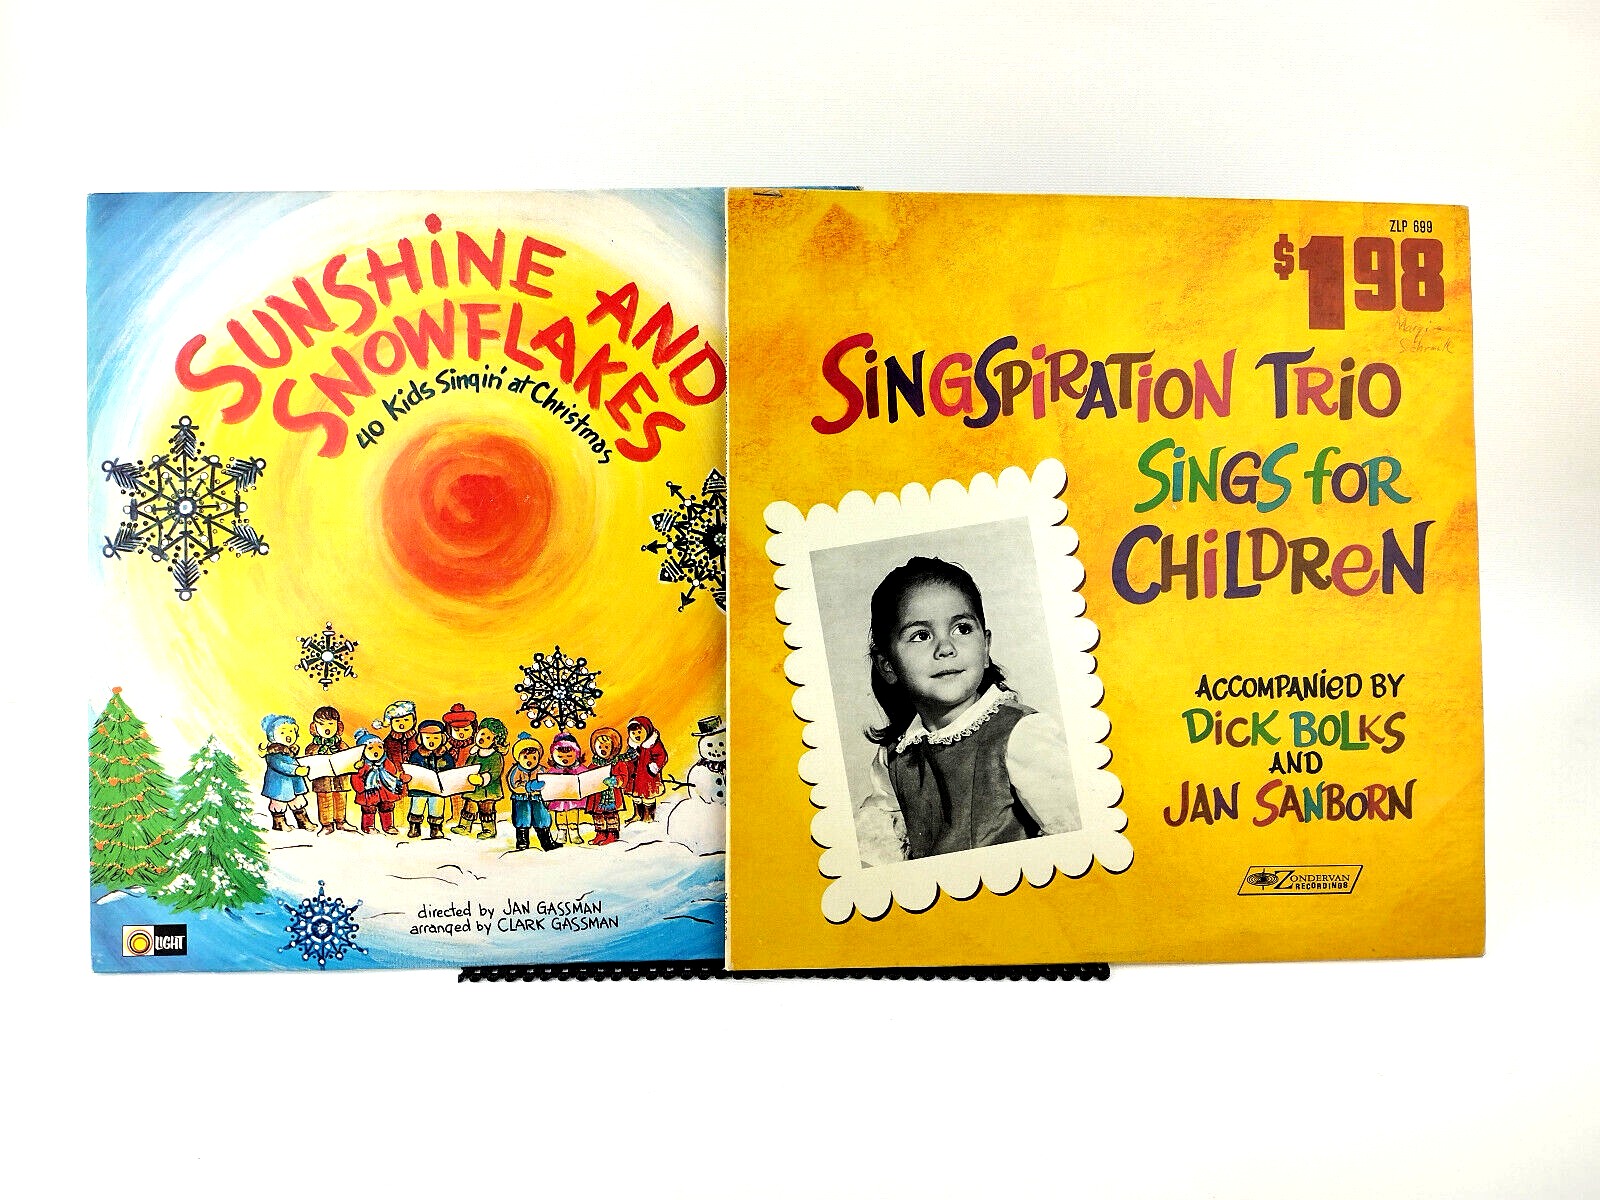 SUNSHINE AND
SNOWFLAKES
40 Kids Singin' at Christmas
directed by JAN GASSMAN
arranged by CLARK GASSMAN
LIGHT
ZLP 699
$1.98
Margi
SINGSPIRATION TRIO
SINGS FOR
CHILDREN
ACCOMPANIED BY
DICK BOLKS
AND
JAN SANBORN
ZONDERVAN
RECORDINGS